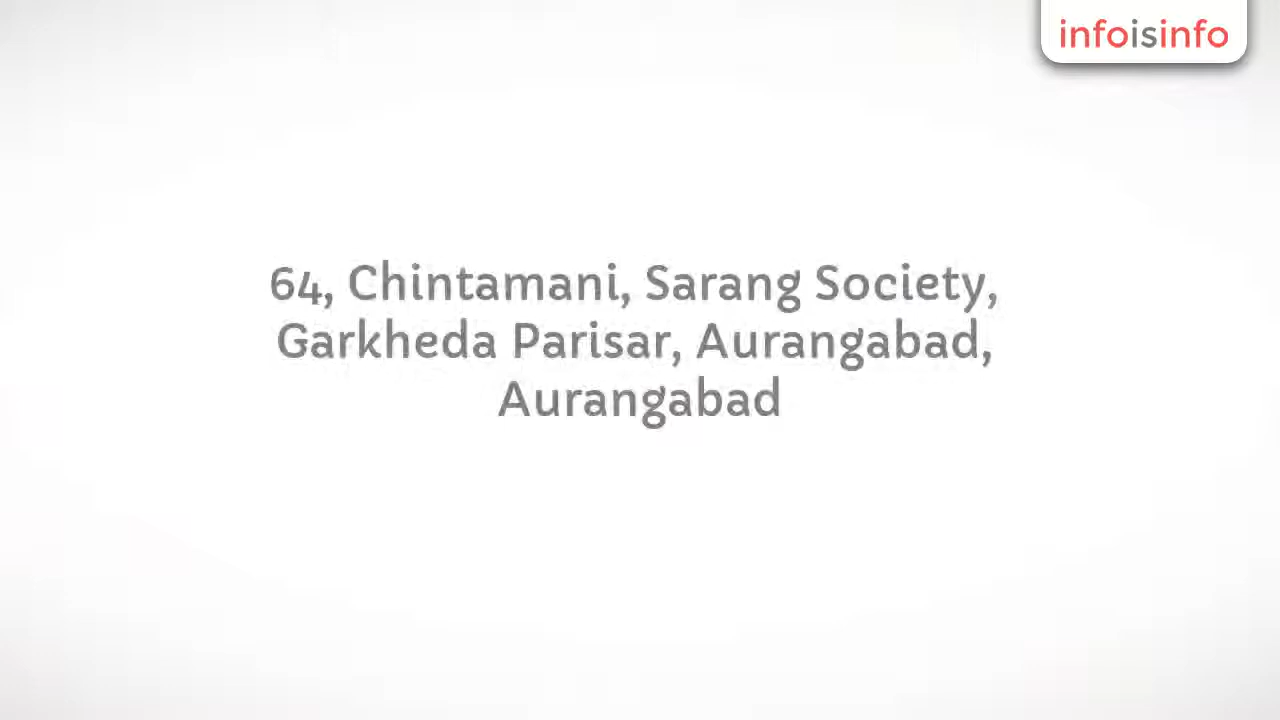 infoisinfo
64, Chintamani, Sarang Society,
Garkheda Parisar, Aurangabad,
Aurangabad